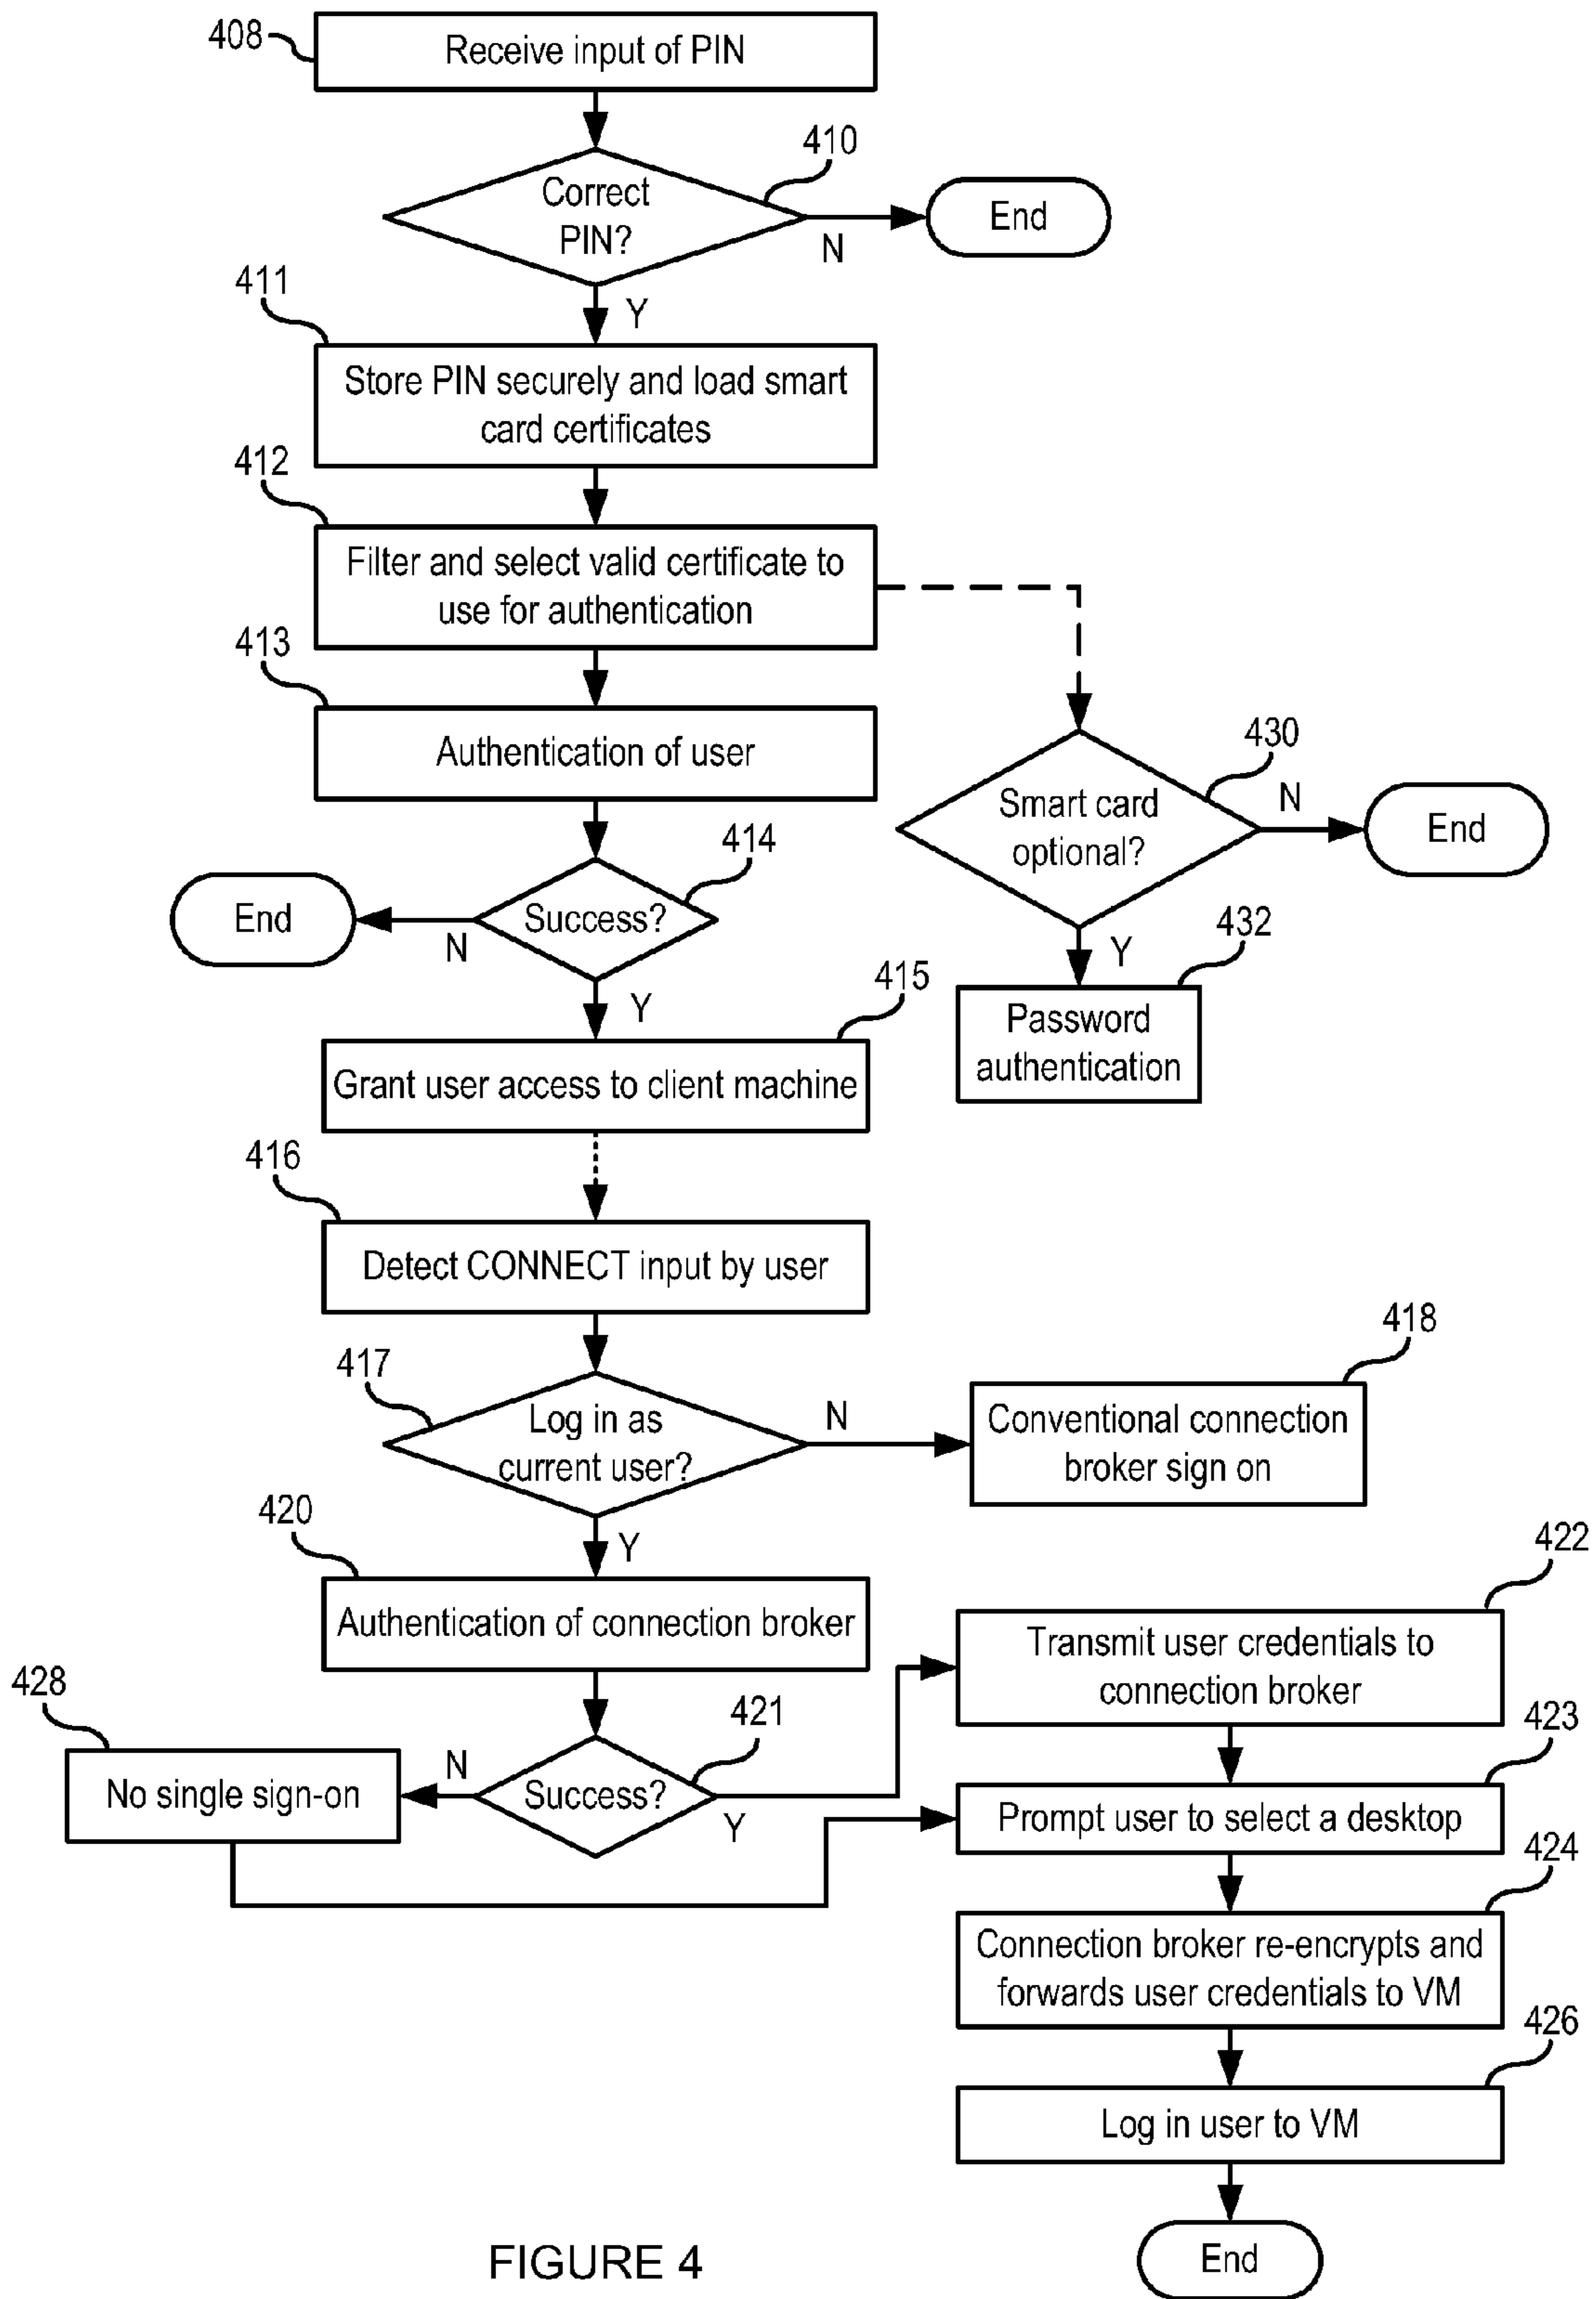 408
Receive input of PIN
410
Correct
PIN?
N
End
Y
411
Store PIN securely and load smart
card certificates
412
Filter and select valid certificate to
use for authentication
413
Authentication of user
430
Smart card
optional?
N
End
414
Success?
N
End
Y
432
Password
authentication
Y
415
Grant user access to client machine
416
Detect CONNECT input by user
417
Log in as
current user?
N
418
Conventional connection
broker sign on
Y
420
Authentication of connection broker
422
Transmit user credentials to
connection broker
428
No single sign-on
N
421
Success?
Y
423
Prompt user to select a desktop
424
Connection broker re-encrypts and
forwards user credentials to VM
426
Log in user to VM
End
FIGURE 4